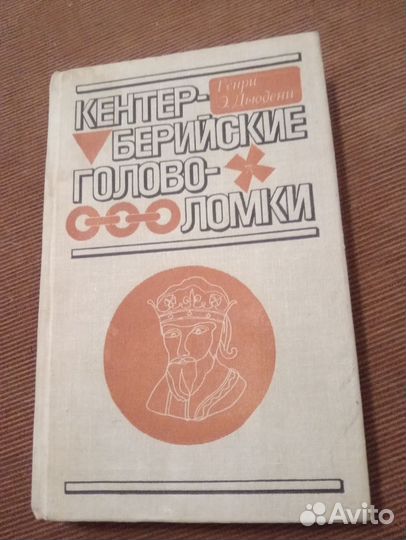 Генри
Э. Дьюдени
КЕНТЕР-
БЕРИЙСКИЕ
ГОЛОВО-
ЛОМКИ
Avito